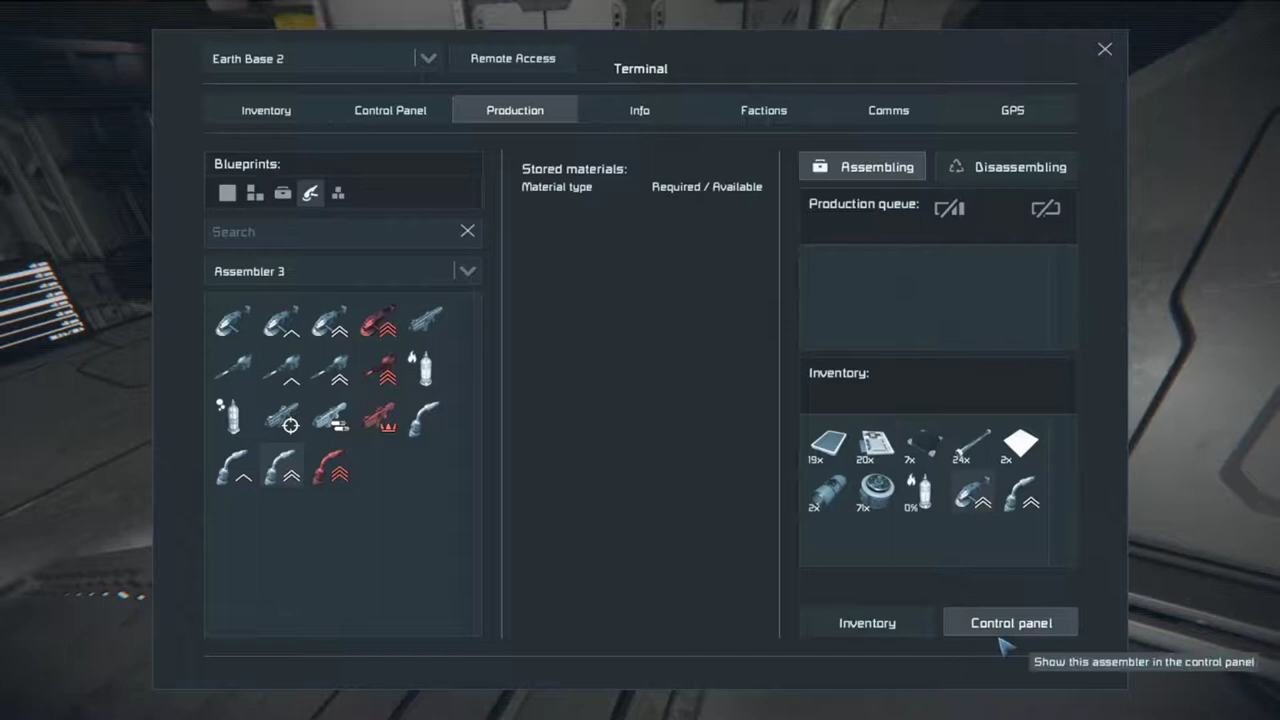 Earth Base 2
Remote Access
Terminal
Inventory
Control Panel
Production
Info
Factions
Comms
GPS
Blueprints:
Search
Assembler 3
Stored materials:
Material type
Required / Available
Assembling
Disassembling
Production queue:
Inventory:
19x
20x
7x
24x
2x
2x
71x
0%
Inventory
Control panel
Show this assembler in the control panel